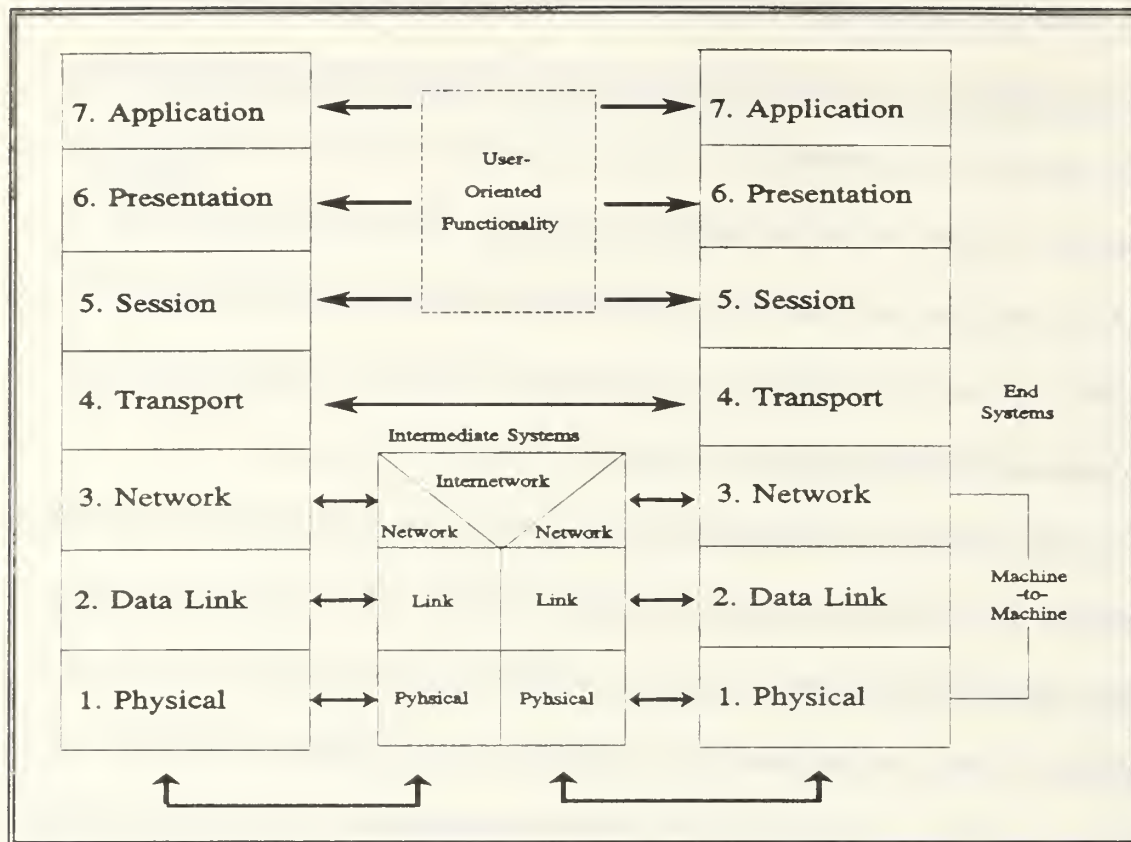 7. Application
6. Presentation
5. Session
4. Transport
3. Network
2. Data Link
1. Physical
User-
Oriented
Functionality
Intermediate Systems
Internetwork
Network
Network
Link
Link
Pyhsical
Pyhsical
7. Application
6. Presentation
5. Session
4. Transport
3. Network
2. Data Link
1. Physical
End
Systems
Machine
-to-
Machine